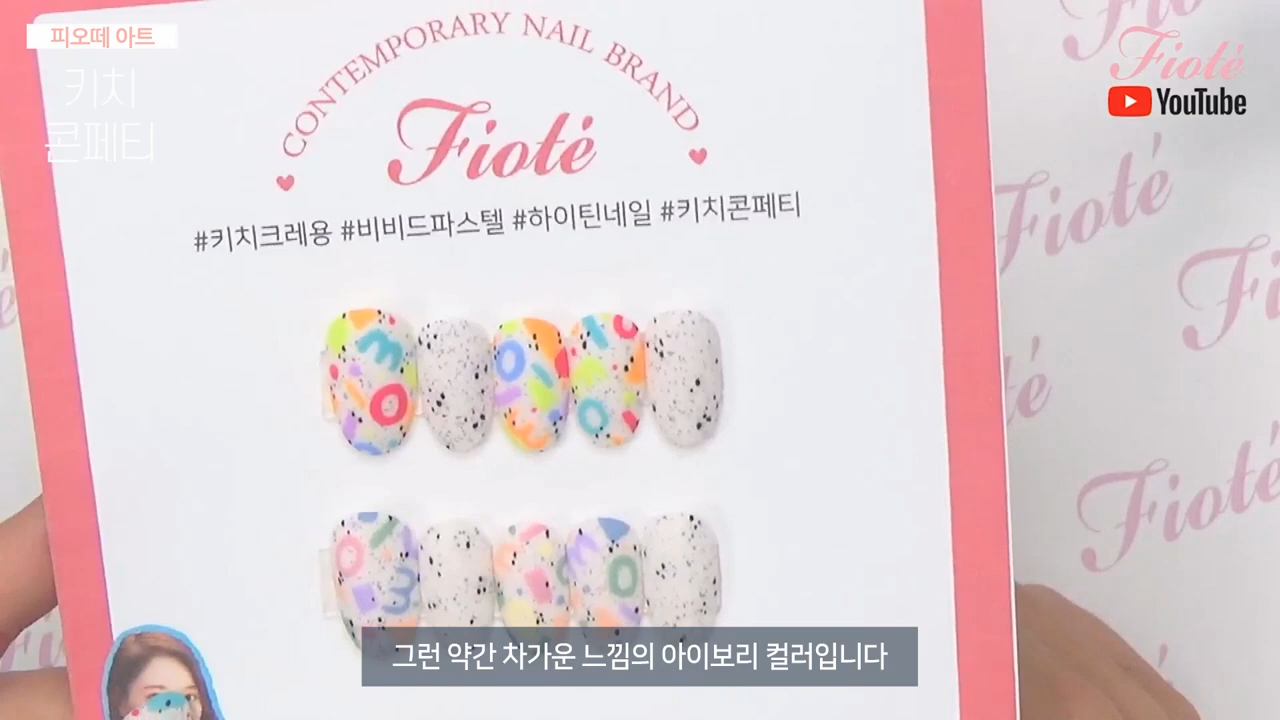 피오떼 아트
키치
콘페티
CONTEMPORARY NAIL BRAND
Fioté
#키치크레용 #비비드파스텔 #하이틴네일 #키치콘페티
Fioté
YouTube
Fioté
Fioté
그런 약간 차가운 느낌의 아이보리 컬러입니다